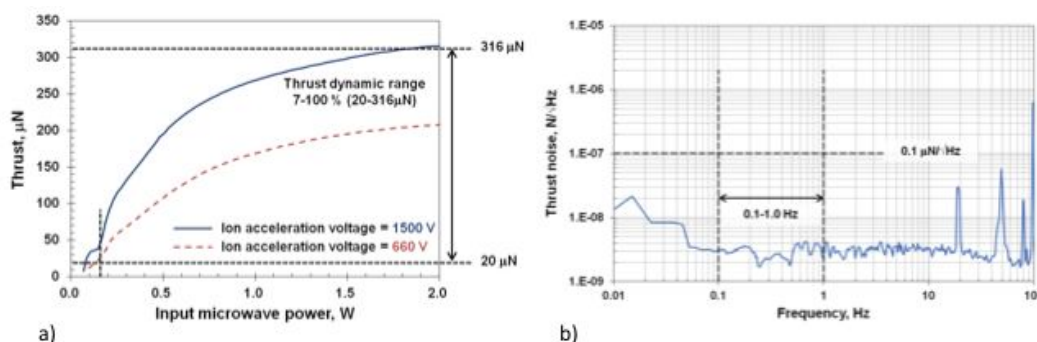 350
300
250
200
150
100
50
0
Thrust, μN
0.0
0.5
1.0
1.5
2.0
Input microwave power, W
316 μN
Thrust dynamic range
7-100 % (20-316μN)
Ion acceleration voltage = 1500 V
Ion acceleration voltage = 660 V
20 μN
a)
1.E-05
1.E-06
1.E-07
1.E-08
1.E-09
Thrust noise, N/√Hz
0.1 μN/√Hz
0.1-1.0 Hz
0.01
0.1
1
10
Frequency, Hz
b)